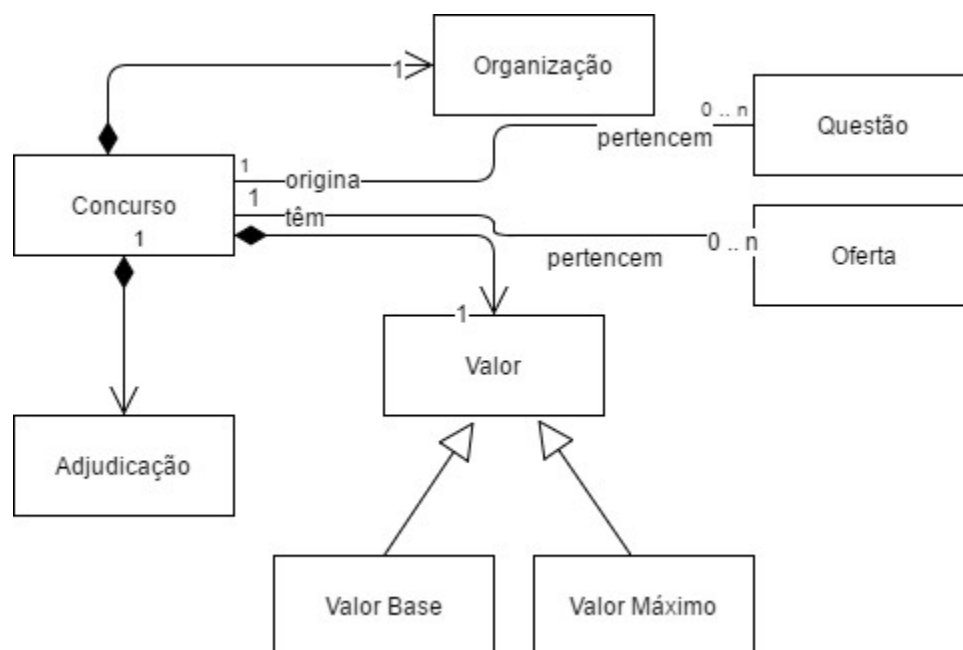 Organização
1
0 .. n
Questão
pertencem
1
origina
Concurso
1
têm
1
0 .. n
Oferta
pertencem
1
Valor
Adjudicação
Valor Base
Valor Máximo